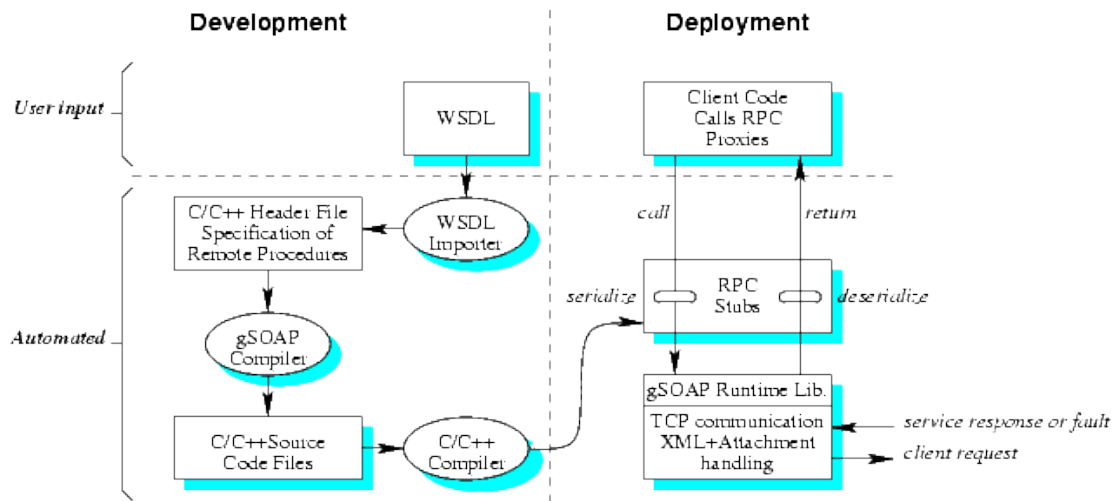 Development
Deployment
User input
WSDL
Client Code
Calls RPC
Proxies
C/C++ Header File
Specification of
Remote Procedures
WSDL
Importer
call
return
serialize
RPC
Stubs
deserialize
Automated
gSOAP
Compiler
gSOAP Runtime Lib.
TCP communication
XML+Attachment
handling
service response or fault
client request
C/C++Source
Code Files
C/C++
Compiler